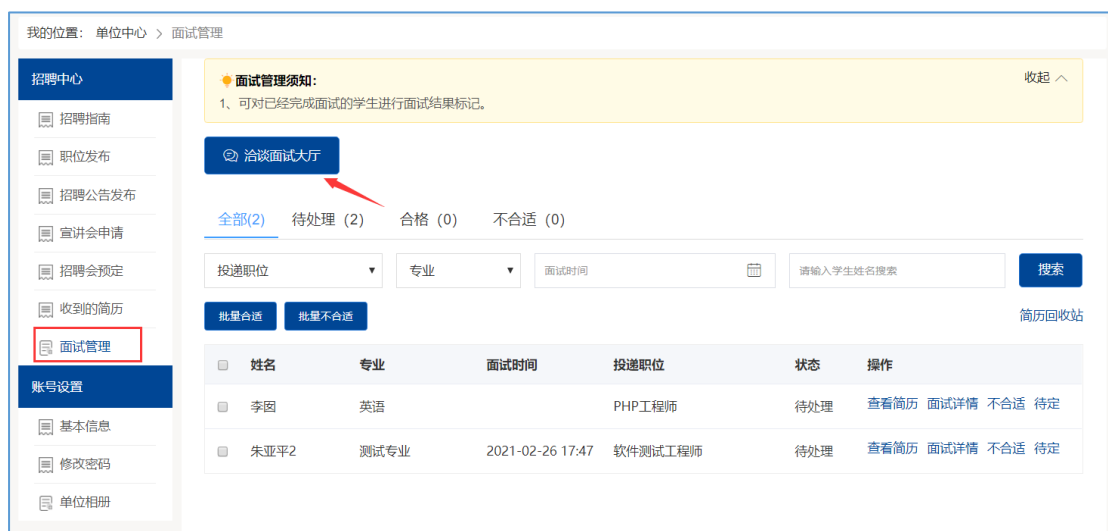 我的位置： 单位中心 > 面试管理
招聘中心
招聘指南
职位发布
招聘公告发布
宣讲会申请
招聘会预定
收到的简历
面试管理
账号设置
基本信息
修改密码
单位相册
面试管理须知： 收起
1、可对已经完成面试的学生进行面试结果标记。
洽谈面试大厅
全部(2) 待处理 (2) 合格 (0) 不合适 (0)
投递职位 专业 面试时间 请输入学生姓名搜索 搜索
批量合适 批量不合适 简历回收站
姓名 专业 面试时间 投递职位 状态 操作
李囡 英语 PHP工程师 待处理 查看简历 面试详情 不合适 待定
朱亚平2 测试专业 2021-02-26 17:47 软件测试工程师 待处理 查看简历 面试详情 不合适 待定